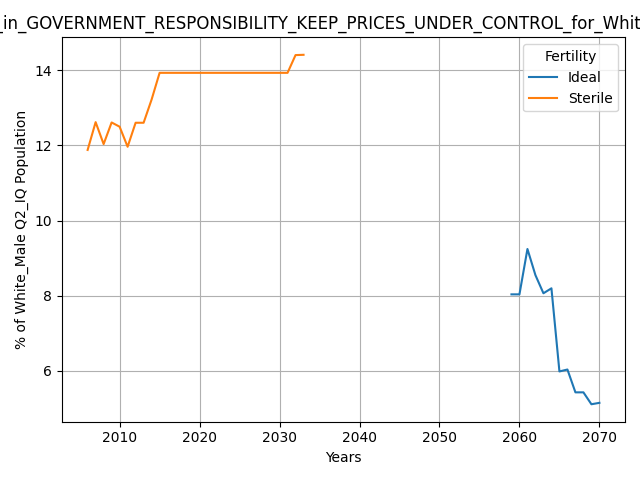 _in_GOVERNMENT_RESPONSIBILITY_KEEP_PRICES_UNDER_CONTROL_for_Whit
Fertility
Ideal
Sterile
% of White_Male Q2_IQ Population
14
12
10
8
6
2010 2020 2030 2040 2050 2060 2070
Years